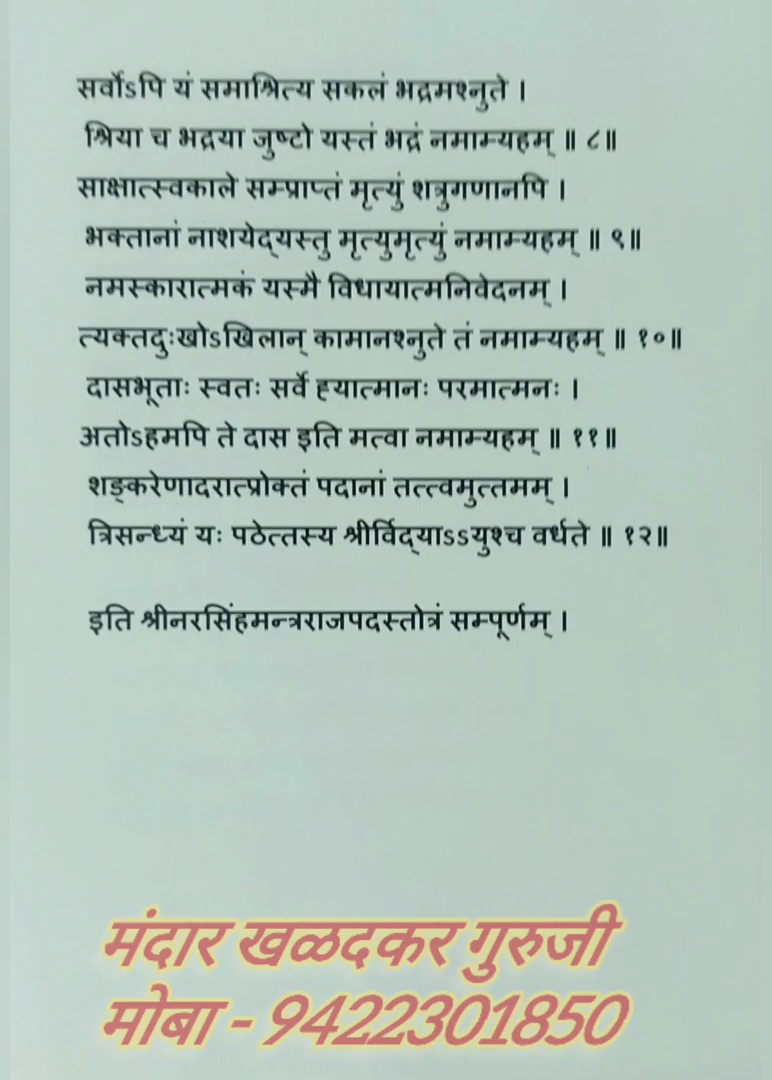 सर्वोऽपि यं समाश्रित्य सकलं भद्रमश्नुते ।
श्रिया च भद्रया जुष्टो यस्तं भद्रं नमाम्यहम् ॥ ८॥
साक्षात्स्वकाले सम्प्राप्तं मृत्युं शत्रुगणानपि ।
भक्तानां नाशयेद्यस्तु मृत्युमृत्युं नमाम्यहम् ॥ ९॥
नमस्कारात्मकं यस्मै विधायात्मनिवेदनम् ।
त्यक्तदुःखोऽखिलान् कामानश्नुते तं नमाम्यहम् ॥ १०॥
दासभूताः स्वतः सर्वे ह्यात्मानः परमात्मनः ।
अतोऽहमपि ते दास इति मत्वा नमाम्यहम् ॥ ११॥
शङ्करेणादरात्प्रोक्तं पदानां तत्त्वमुत्तमम् ।
त्रिसन्ध्यं यः पठेत्तस्य श्रीर्विद्याऽऽयुश्च वर्धते ॥ १२॥
इति श्रीनरसिंहमन्त्रराजपदस्तोत्रं सम्पूर्णम् ।
मंदार खळदकर गुरुजी
मोबा - 9422301850